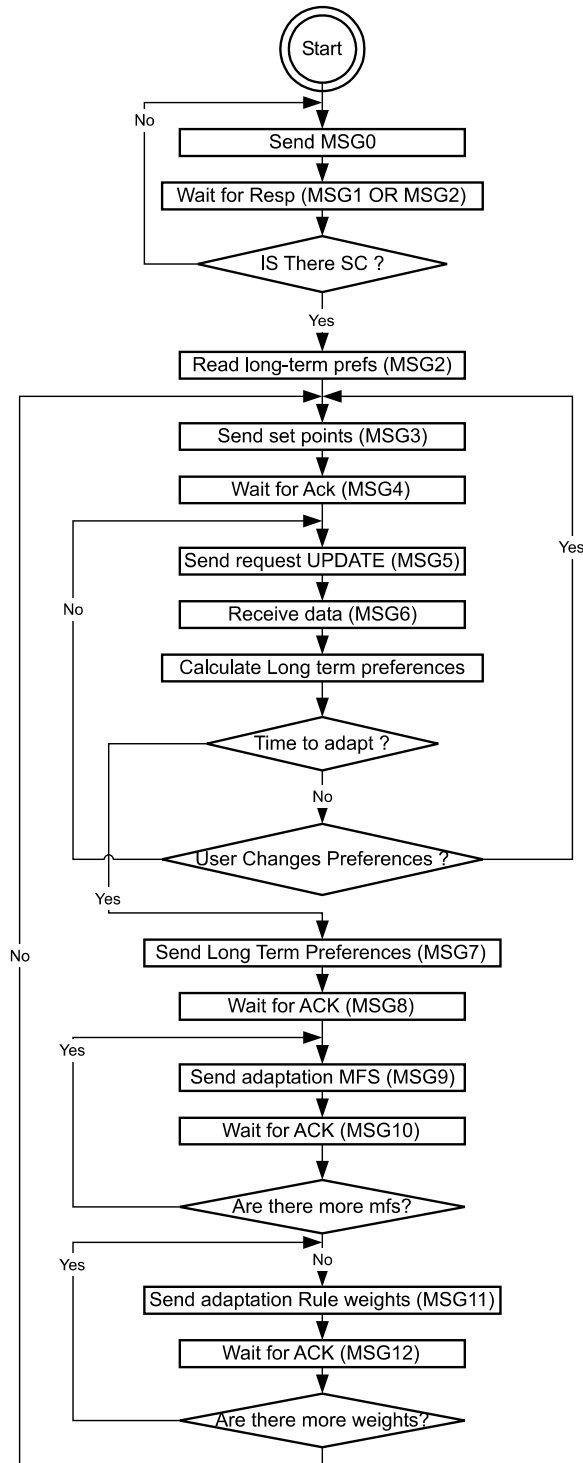 Start
No
Send MSG0
Wait for Resp (MSG1 OR MSG2)
IS There SC ?
Yes
Read long-term prefs (MSG2)
Send set points (MSG3)
Wait for Ack (MSG4)
Yes
No
Send request UPDATE (MSG5)
Receive data (MSG6)
Calculate Long term preferences
Time to adapt ?
No
User Changes Preferences ?
Yes
Send Long Term Preferences (MSG7)
No
Wait for ACK (MSG8)
Yes
Send adaptation MFS (MSG9)
Wait for ACK (MSG10)
Are there more mfs?
Yes
No
Send adaptation Rule weights (MSG11)
Wait for ACK (MSG12)
Are there more weights?